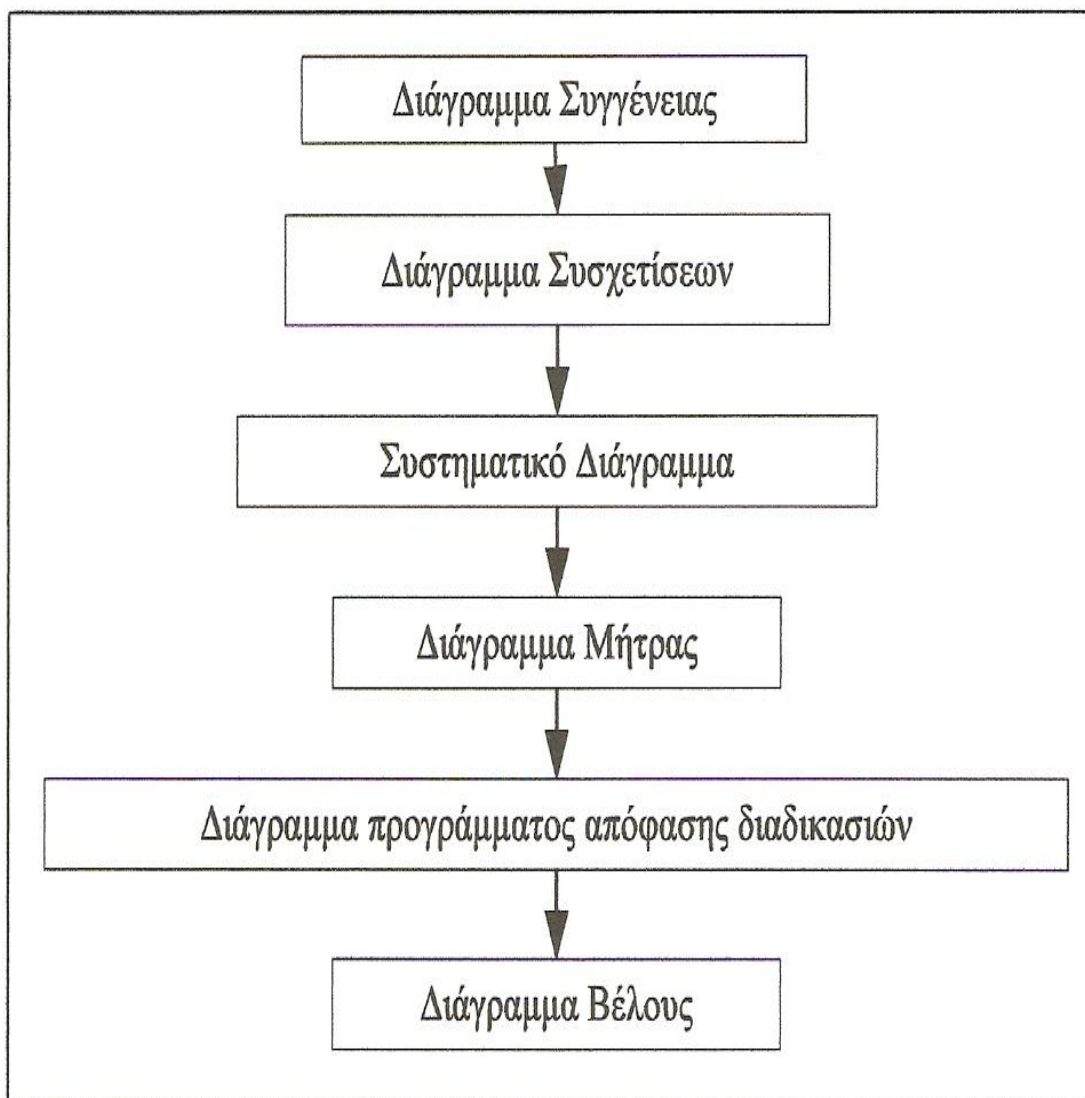 Διάγραμμα Συγγένειας
Διάγραμμα Συσχετίσεων
Συστηματικό Διάγραμμα
Διάγραμμα Μήτρας
Διάγραμμα προγράμματος απόφασης διαδικασιών
Διάγραμμα Βέλους